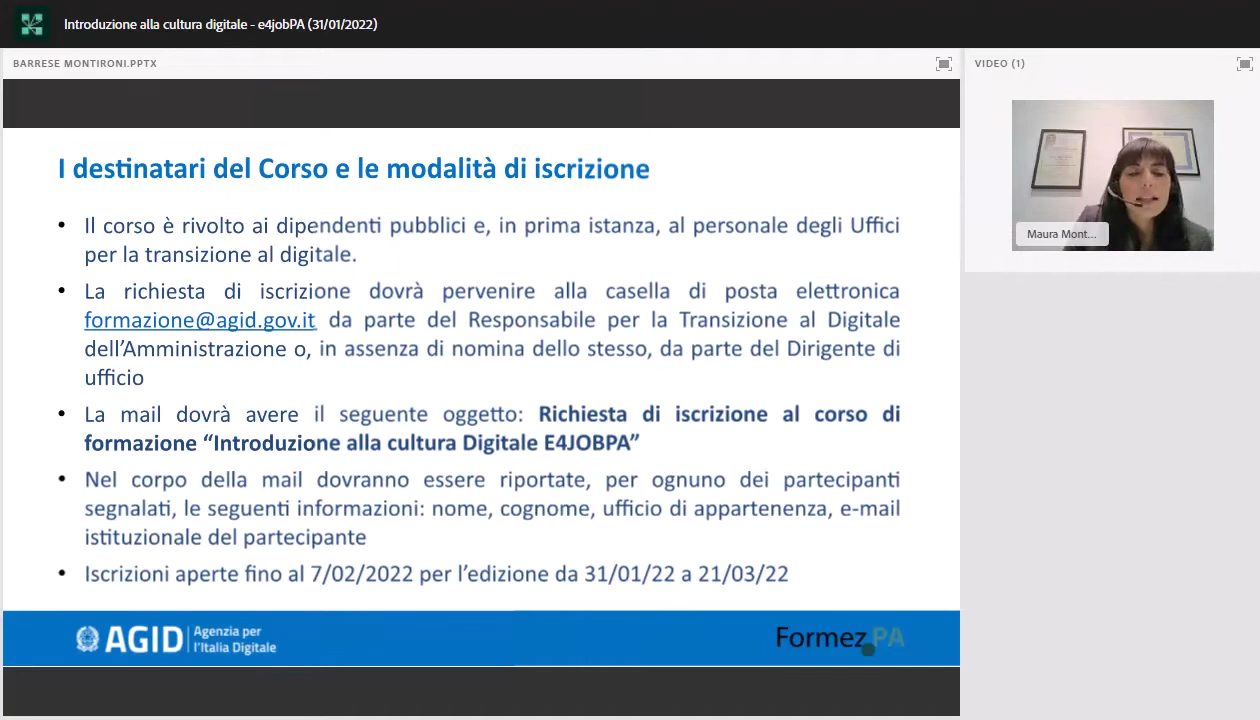 Introduzione alla cultura digitale - e4jobPA (31/01/2022)
BARRESE MONTIRONI.PPTX
VIDEO (1)
I destinatari del Corso e le modalità di iscrizione
• Il corso è rivolto ai dipendenti pubblici e, in prima istanza, al personale degli Uffici
per la transizione al digitale.
• La richiesta di iscrizione dovrà pervenire alla casella di posta elettronica
formazione@agid.gov.it da parte del Responsabile per la Transizione al Digitale
dell'Amministrazione o, in assenza di nomina dello stesso, da parte del Dirigente di
ufficio
• La mail dovrà avere il seguente oggetto: Richiesta di iscrizione al corso di
formazione “Introduzione alla cultura Digitale E4JOBPA”
• Nel corpo della mail dovranno essere riportate, per ognuno dei partecipanti
segnalati, le seguenti informazioni: nome, cognome, ufficio di appartenenza, e-mail
istituzionale del partecipante
• Iscrizioni aperte fino al 7/02/2022 per l'edizione da 31/01/22 a 21/03/22
Maura Mont...
AGID Agenzia per
l'Italia Digitale
Formez PA